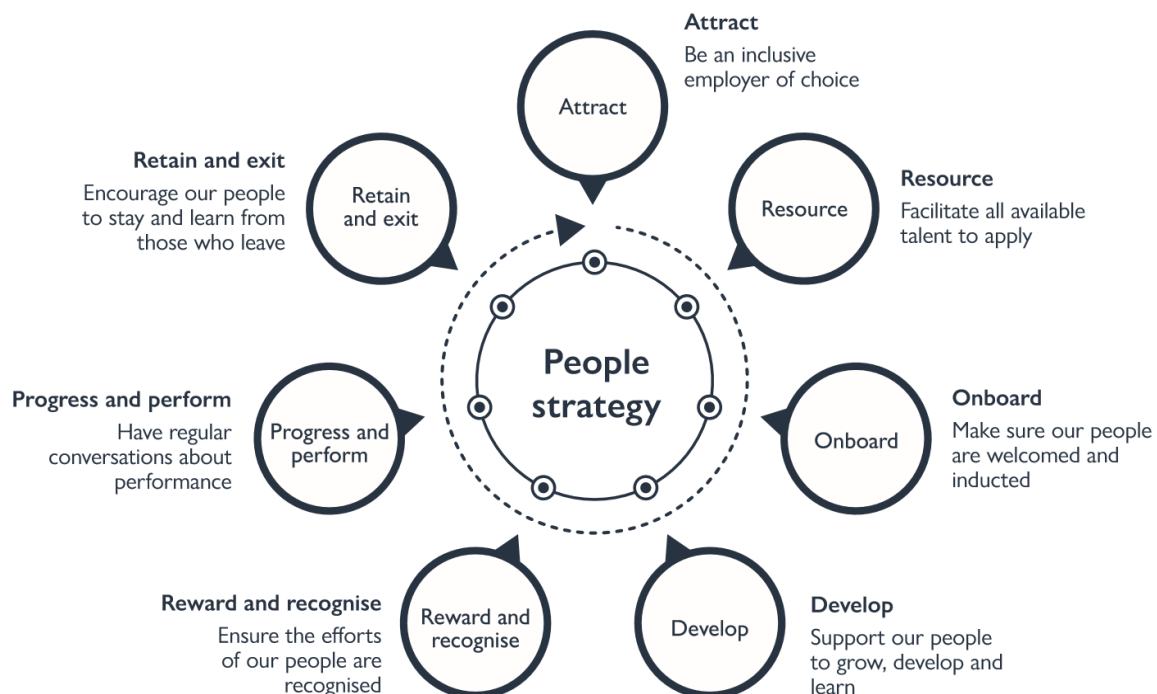 Attract
Be an inclusive
employer of choice
Attract
Resource
Facilitate all available
talent to apply
Resource
Onboard
Make sure our people
are welcomed and
inducted
Onboard
Develop
Support our people
to grow, develop and
learn
Develop
Reward and recognise
Ensure the efforts
of our people are
recognised
Reward and
recognise
Progress and perform
Have regular
conversations about
performance
Progress and
perform
Retain and exit
Encourage our people
to stay and learn from
those who leave
Retain
and exit
People
strategy